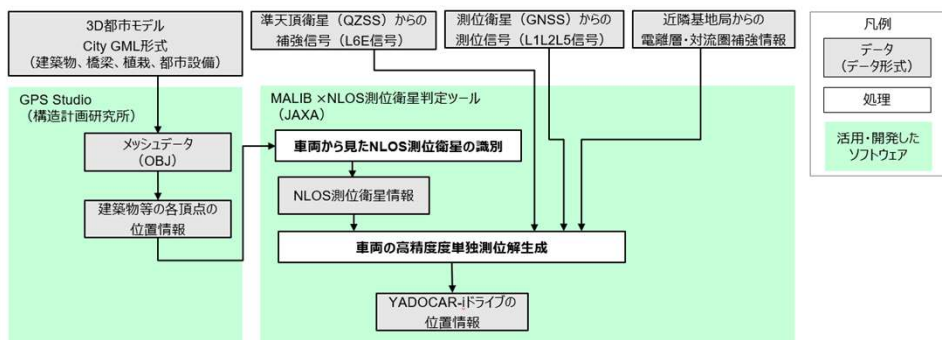 3D都市モデル
City GML形式
(建築物、橋梁、植栽、都市設備)
準天頂衛星(QZSS)からの
補強信号(L6E信号)
測位衛星(GNSS)からの
測位信号(L1L2L5信号)
近隣基地局からの
電離層・対流圏補強情報
凡例
データ
(データ形式)
処理
活用・開発した
ソフトウェア
GPS Studio
(構造計画研究所)
メッシュデータ
(OBJ)
建築物等の各頂点の
位置情報
MALIB ×NLOS測位衛星判定ツール
(JAXA)
車両から見たNLOS測位衛星の識別
NLOS測位衛星情報
車両の高精度度単独測位解生成
YADOCAR-iドライブの
位置情報